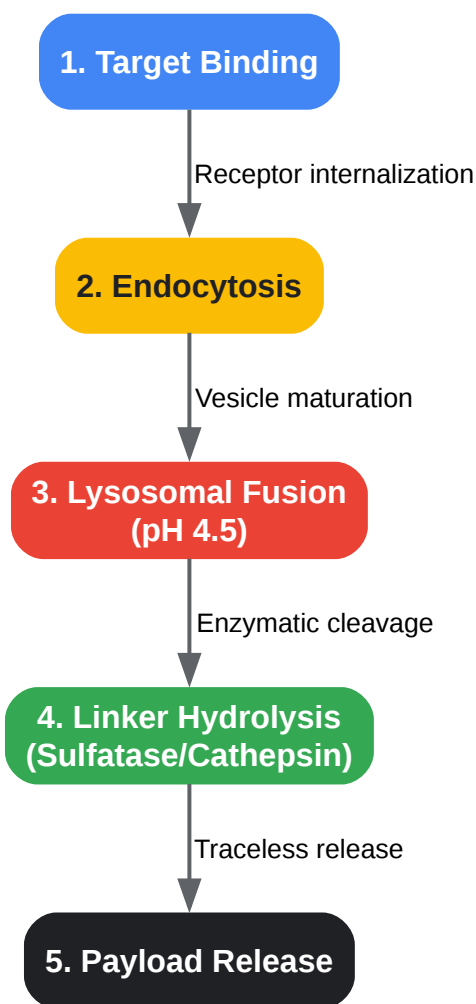 1. Target Binding
Receptor internalization
2. Endocytosis
Vesicle maturation
3. Lysosomal Fusion
(pH 4.5)
Enzymatic cleavage
4. Linker Hydrolysis
(Sulfatase/Cathepsin)
Traceless release
5. Payload Release